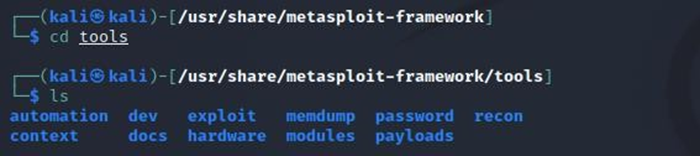 ┌──(kali㉿kali)-[/usr/share/metasploit-framework]
└─$ cd tools
┌──(kali㉿kali)-[/usr/share/metasploit-framework/tools]
└─$ ls
automation dev exploit memdump password recon
context docs hardware modules payloads